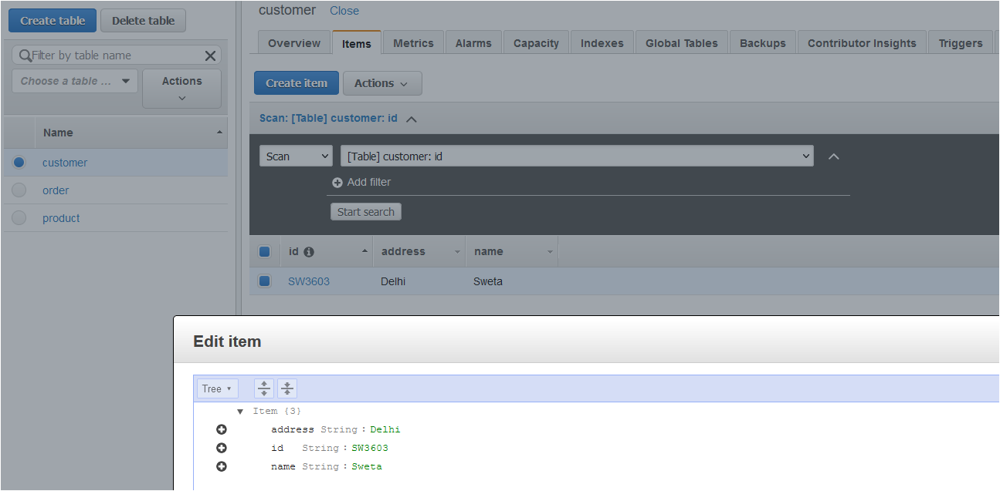 customer Close
Create table Delete table
Overview Items Metrics Alarms Capacity Indexes Global Tables Backups Contributor Insights Triggers
Filter by table name
Choose a table ... Actions
Create item Actions
Scan: [Table] customer: id
Name
Scan [Table] customer: id
customer
Add filter
order
Start search
product
id address name
SW3603 Delhi Sweta
Edit item
Tree
Item {3}
address String : Delhi
id String : SW3603
name String : Sweta